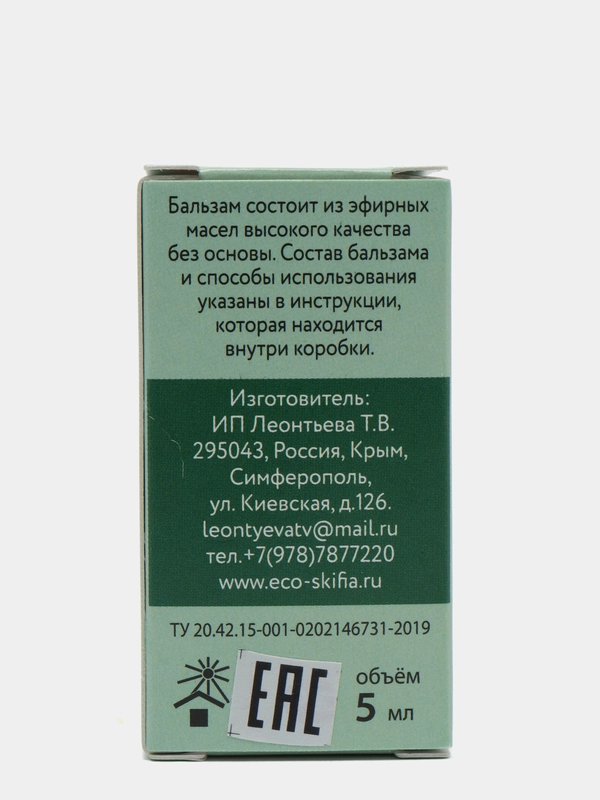 Бальзам состоит из эфирных
масел высокого качества
без основы. Состав бальзама
и способы использования
указаны в инструкции,
которая находится
внутри коробки.
Изготовитель:
ИП Леонтьева Т.В.
295043, Россия, Крым,
Симферополь,
ул. Киевская, д.126.
leontyevatv@mail.ru
тел.+7(978)7877220
www.eco-skifia.ru
ТУ 20.42.15-001-0202146731-2019
EAC
объём
5 мл